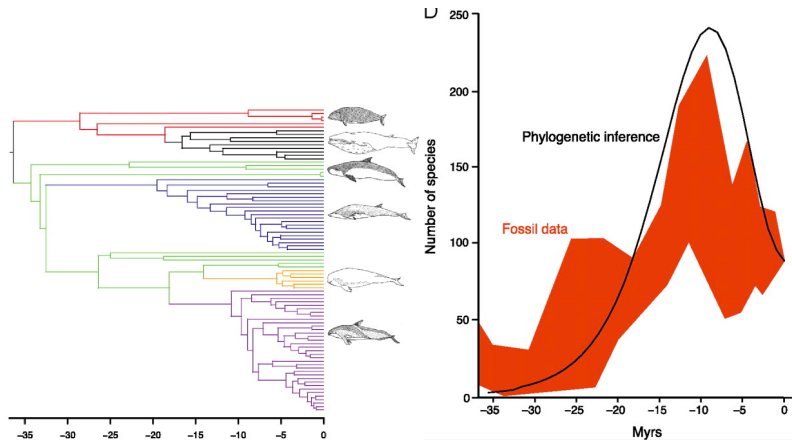 D
250
200
150
100
50
0
Number of species
Phylogenetic inference
Fossil data
−35 −30 −25 −20 −15 −10 −5 0
−35 −30 −25 −20 −15 −10 −5 0
Myrs